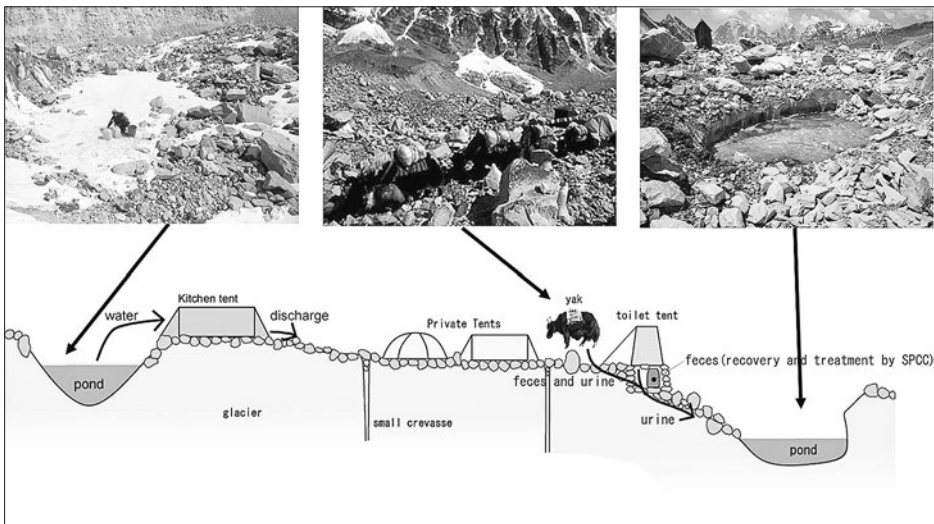 Kitchen tent
water
discharge
pond
glacier
Private Tents
small crevasse
yak
toilet tent
feces and urine
feces(recovery and treatment by SPCC)
urine
pond